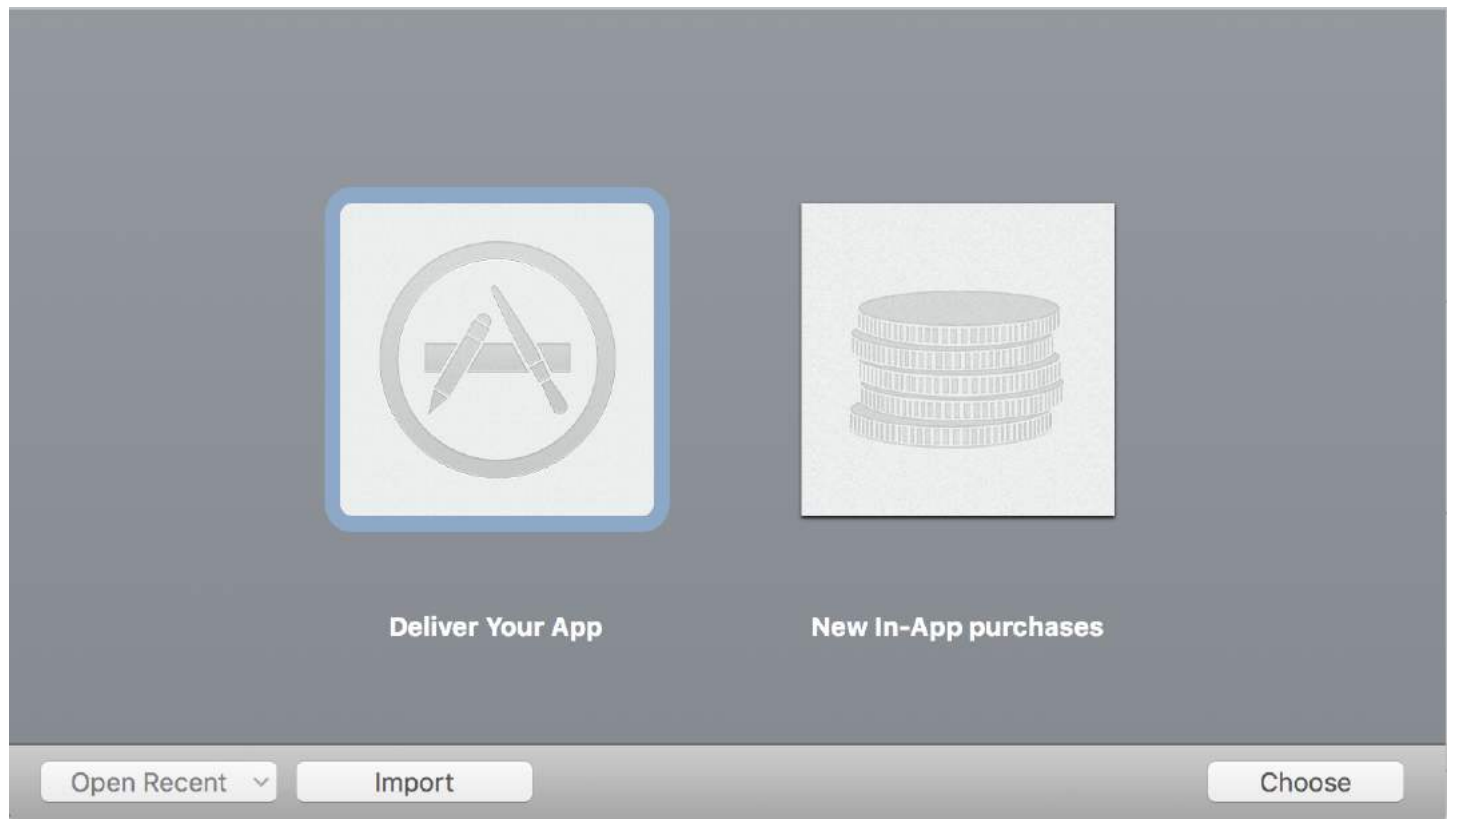 Deliver Your App
New In-App purchases
Open Recent
Import
Choose